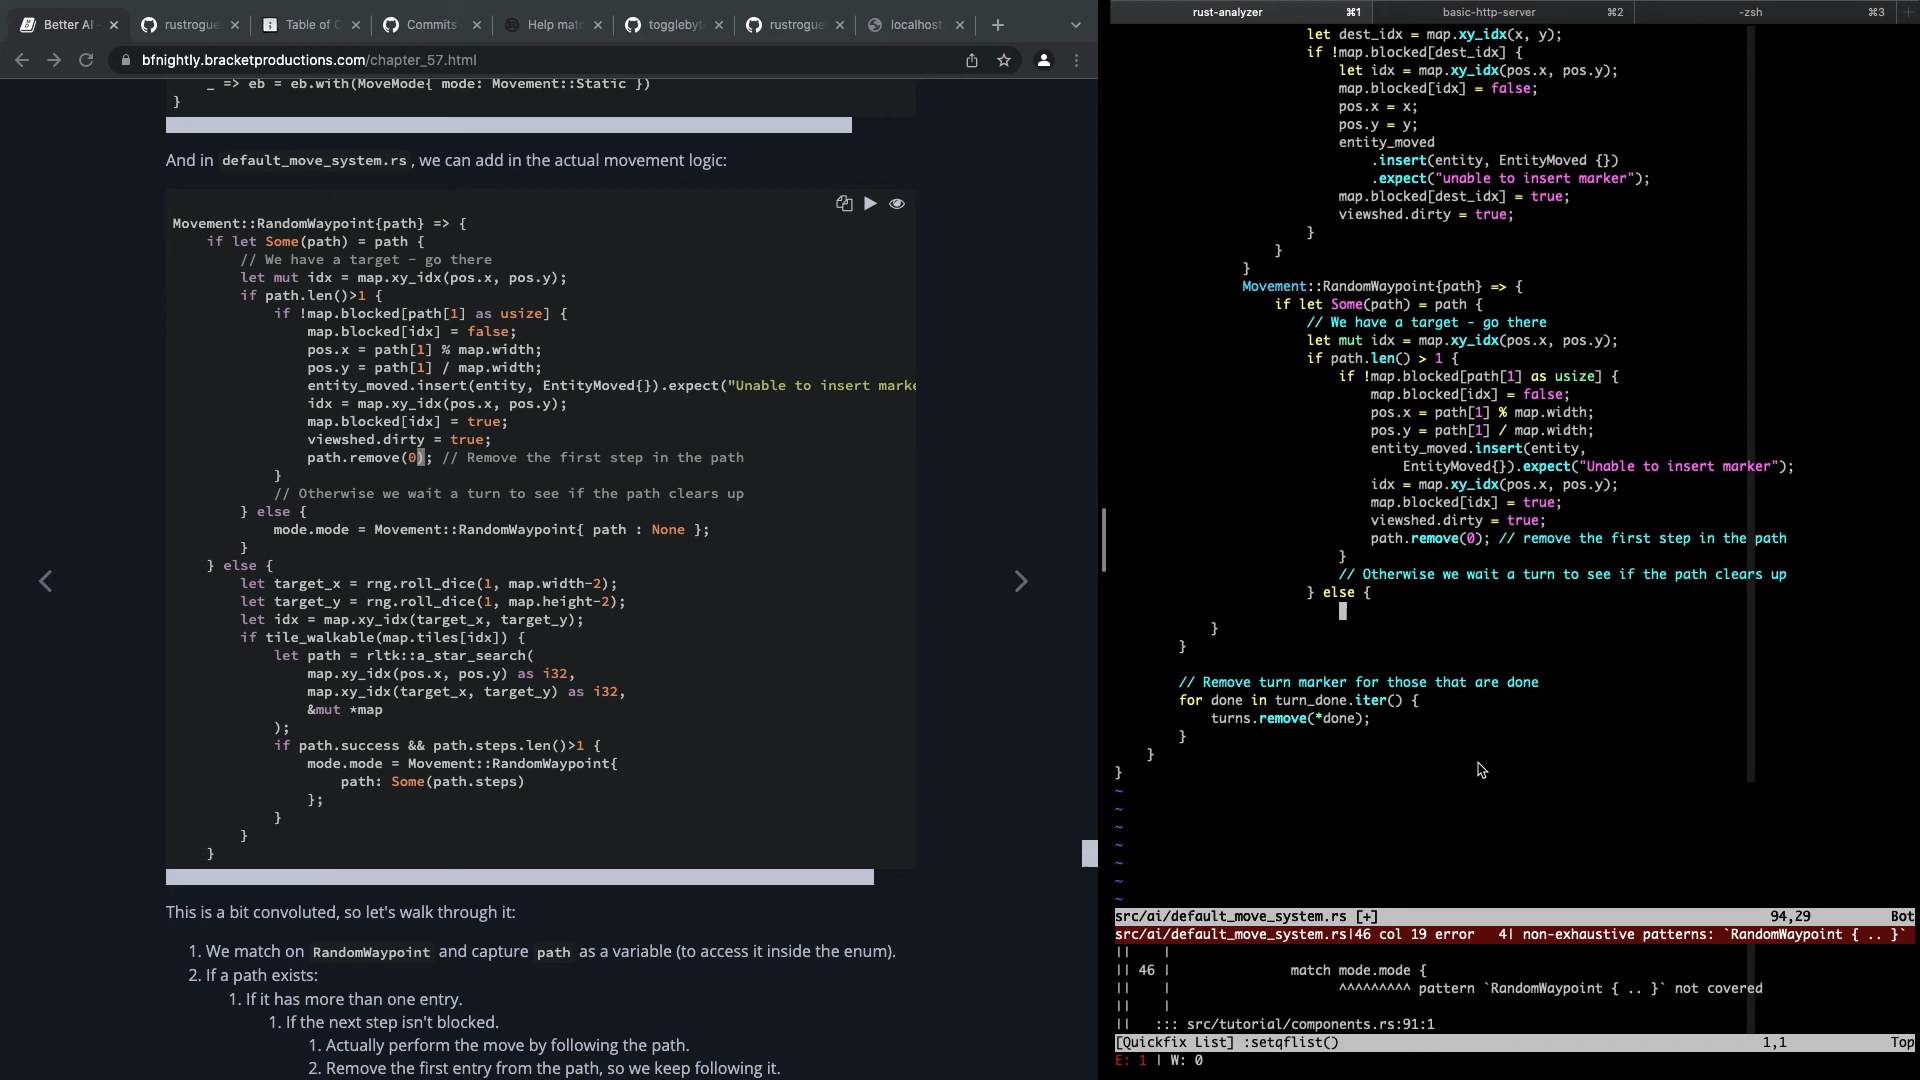 Better AI
rustrogue
Table of C
Commits
Help matc
togglebyt
rustrogue
localhost
bfnightly.bracketproductions.com/chapter_57.html
_ => eb = eb.with(MoveMode{ mode: Movement::Static })
}
And in default_move_system.rs, we can add in the actual movement logic:
Movement::RandomWaypoint{path} => {
if let Some(path) = path {
// We have a target - go there
let mut idx = map.xy_idx(pos.x, pos.y);
if path.len()>1 {
if !map.blocked[path[1] as usize] {
map.blocked[idx] = false;
pos.x = path[1] % map.width;
pos.y = path[1] / map.width;
entity_moved.insert(entity, EntityMoved{}).expect("Unable to insert marke
idx = map.xy_idx(pos.x, pos.y);
map.blocked[idx] = true;
viewshed.dirty = true;
path.remove(0); // Remove the first step in the path
}
// Otherwise we wait a turn to see if the path clears up
} else {
mode.mode = Movement::RandomWaypoint{ path : None };
}
} else {
let target_x = rng.roll_dice(1, map.width-2);
let target_y = rng.roll_dice(1, map.height-2);
let idx = map.xy_idx(target_x, target_y);
if tile_walkable(map.tiles[idx]) {
let path = rltk::a_star_search(
map.xy_idx(pos.x, pos.y) as i32,
map.xy_idx(target_x, target_y) as i32,
&mut *map
);
if path.success && path.steps.len()>1 {
mode.mode = Movement::RandomWaypoint{
path: Some(path.steps)
};
}
}
}
This is a bit convoluted, so let's walk through it:
1. We match on RandomWaypoint and capture path as a variable (to access it inside the enum).
2. If a path exists:
1. If it has more than one entry.
1. If the next step isn't blocked.
1. Actually perform the move by following the path.
2. Remove the first entry from the path, so we keep following it.
rust-analyzer ⌘1
basic-http-server ⌘2
-zsh ⌘3
let dest_idx = map.xy_idx(x, y);
if !map.blocked[dest_idx] {
let idx = map.xy_idx(pos.x, pos.y);
map.blocked[idx] = false;
pos.x = x;
pos.y = y;
entity_moved
.insert(entity, EntityMoved {})
.expect("unable to insert marker");
map.blocked[dest_idx] = true;
viewshed.dirty = true;
}
}
}
Movement::RandomWaypoint{path} => {
if let Some(path) = path {
// We have a target - go there
let mut idx = map.xy_idx(pos.x, pos.y);
if path.len() > 1 {
if !map.blocked[path[1] as usize] {
map.blocked[idx] = false;
pos.x = path[1] % map.width;
pos.y = path[1] / map.width;
entity_moved.insert(entity,
EntityMoved{}).expect("Unable to insert marker");
idx = map.xy_idx(pos.x, pos.y);
map.blocked[idx] = true;
viewshed.dirty = true;
path.remove(0); // remove the first step in the path
}
// Otherwise we wait a turn to see if the path clears up
} else {
}
}
// Remove turn marker for those that are done
for done in turn_done.iter() {
turns.remove(*done);
}
}
}
~
~
~
~
~
~
~
src/ai/default_move_system.rs [+] 94,29 Bot
src/ai/default_move_system.rs|46 col 19 error 4| non-exhaustive patterns: `RandomWaypoint { .. }`
|| |
|| 46 | match mode.mode {
|| | ^^^^^^^^^ pattern `RandomWaypoint { .. }` not covered
|| |
|| ::: src/tutorial/components.rs:91:1
[Quickfix List] :setqflist() 1,1 Top
E: 1 | W: 0